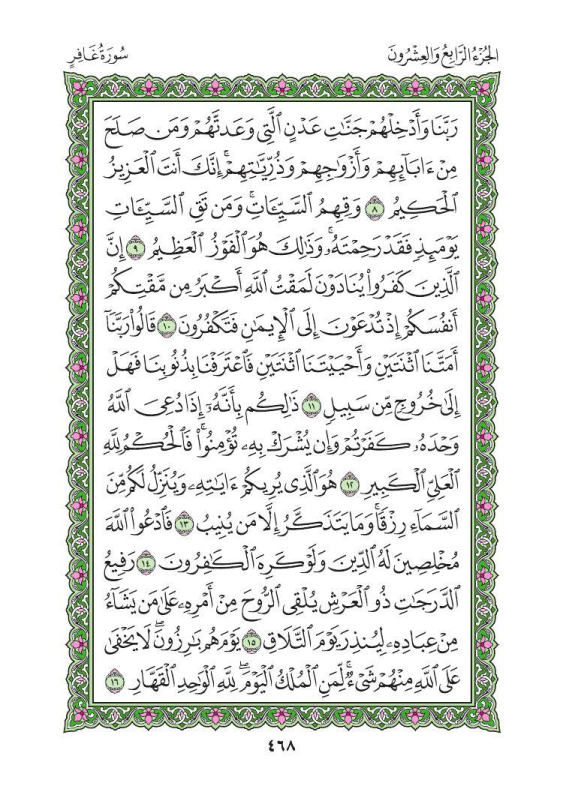 الجُزْءُ الرَّابِعُ وَالعِشْرُونَ
سُورَةُ غَافِرٍ
رَبَّنَا وَأَدۡخِلۡهُمۡ جَنَّٰتِ عَدۡنٍ ٱلَّتِي وَعَدتَّهُمۡ وَمَن صَلَحَ
مِنۡ ءَابَآئِهِمۡ وَأَزۡوَٰجِهِمۡ وَذُرِّيَّٰتِهِمۡۚ إِنَّكَ أَنتَ ٱلۡعَزِيزُ
ٱلۡحَكِيمُ ٨ وَقِهِمُ ٱلسَّيِّـَٔاتِۚ وَمَن تَقِ ٱلسَّيِّـَٔاتِ
يَوۡمَئِذٖ فَقَدۡ رَحِمۡتَهُۥۚ وَذَٰلِكَ هُوَ ٱلۡفَوۡزُ ٱلۡعَظِيمُ ٩ إِنَّ
ٱلَّذِينَ كَفَرُواْ يُنَادَوۡنَ لَمَقۡتُ ٱللَّهِ أَكۡبَرُ مِن مَّقۡتِكُمۡ
أَنفُسَكُمۡ إِذۡ تُدۡعَوۡنَ إِلَى ٱلۡإِيمَٰنِ فَتَكۡفُرُونَ ١٠ قَالُواْ رَبَّنَآ
أَمَتَّنَا ٱثۡنَتَيۡنِ وَأَحۡيَيۡتَنَا ٱثۡنَتَيۡنِ فَٱعۡتَرَفۡنَا بِذُنُوبِنَا فَهَلۡ
إِلَىٰ خُرُوجٖ مِّن سَبِيلٖ ١١ ذَٰلِكُم بِأَنَّهُۥٓ إِذَا دُعِيَ ٱللَّهُ
وَحۡدَهُۥ كَفَرۡتُمۡ وَإِن يُشۡرَكۡ بِهِۦ تُؤۡمِنُواْۚ فَٱلۡحُكۡمُ لِلَّهِ
ٱلۡعَلِيِّ ٱلۡكَبِيرِ ١٢ هُوَ ٱلَّذِي يُرِيكُمۡ ءَايَٰتِهِۦ وَيُنَزِّلُ لَكُم مِّنَ
ٱلسَّمَآءِ رِزۡقٗاۚ وَمَا يَتَذَكَّرُ إِلَّا مَن يُنِيبُ ١٣ فَٱدۡعُواْ ٱللَّهَ
مُخۡلِصِينَ لَهُ ٱلدِّينَ وَلَوۡ كَرِهَ ٱلۡكَٰفِرُونَ ١٤ رَفِيعُ
ٱلدَّرَجَٰتِ ذُو ٱلۡعَرۡشِ يُلۡقِي ٱلرُّوحَ مِنۡ أَمۡرِهِۦ عَلَىٰ مَن يَشَآءُ
مِنۡ عِبَادِهِۦ لِيُنذِرَ يَوۡمَ ٱلتَّلَاقِ ١٥ يَوۡمَ هُم بَٰرِزُونَۖ لَا يَخۡفَىٰ
عَلَى ٱللَّهِ مِنۡهُمۡ شَيۡءٞۚ لِّمَنِ ٱلۡمُلۡكُ ٱلۡيَوۡمَۖ لِلَّهِ ٱلۡوَٰحِدِ ٱلۡقَهَّارِ ١٦
٤٦٨